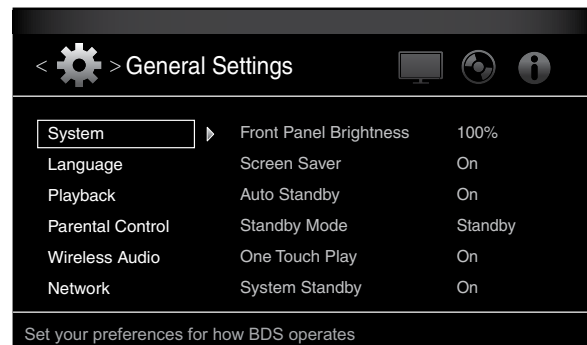 < > General Settings
System Front Panel Brightness 100%
Language Screen Saver On
Playback Auto Standby On
Parental Control Standby Mode Standby
Wireless Audio One Touch Play On
Network System Standby On
Set your preferences for how BDS operates